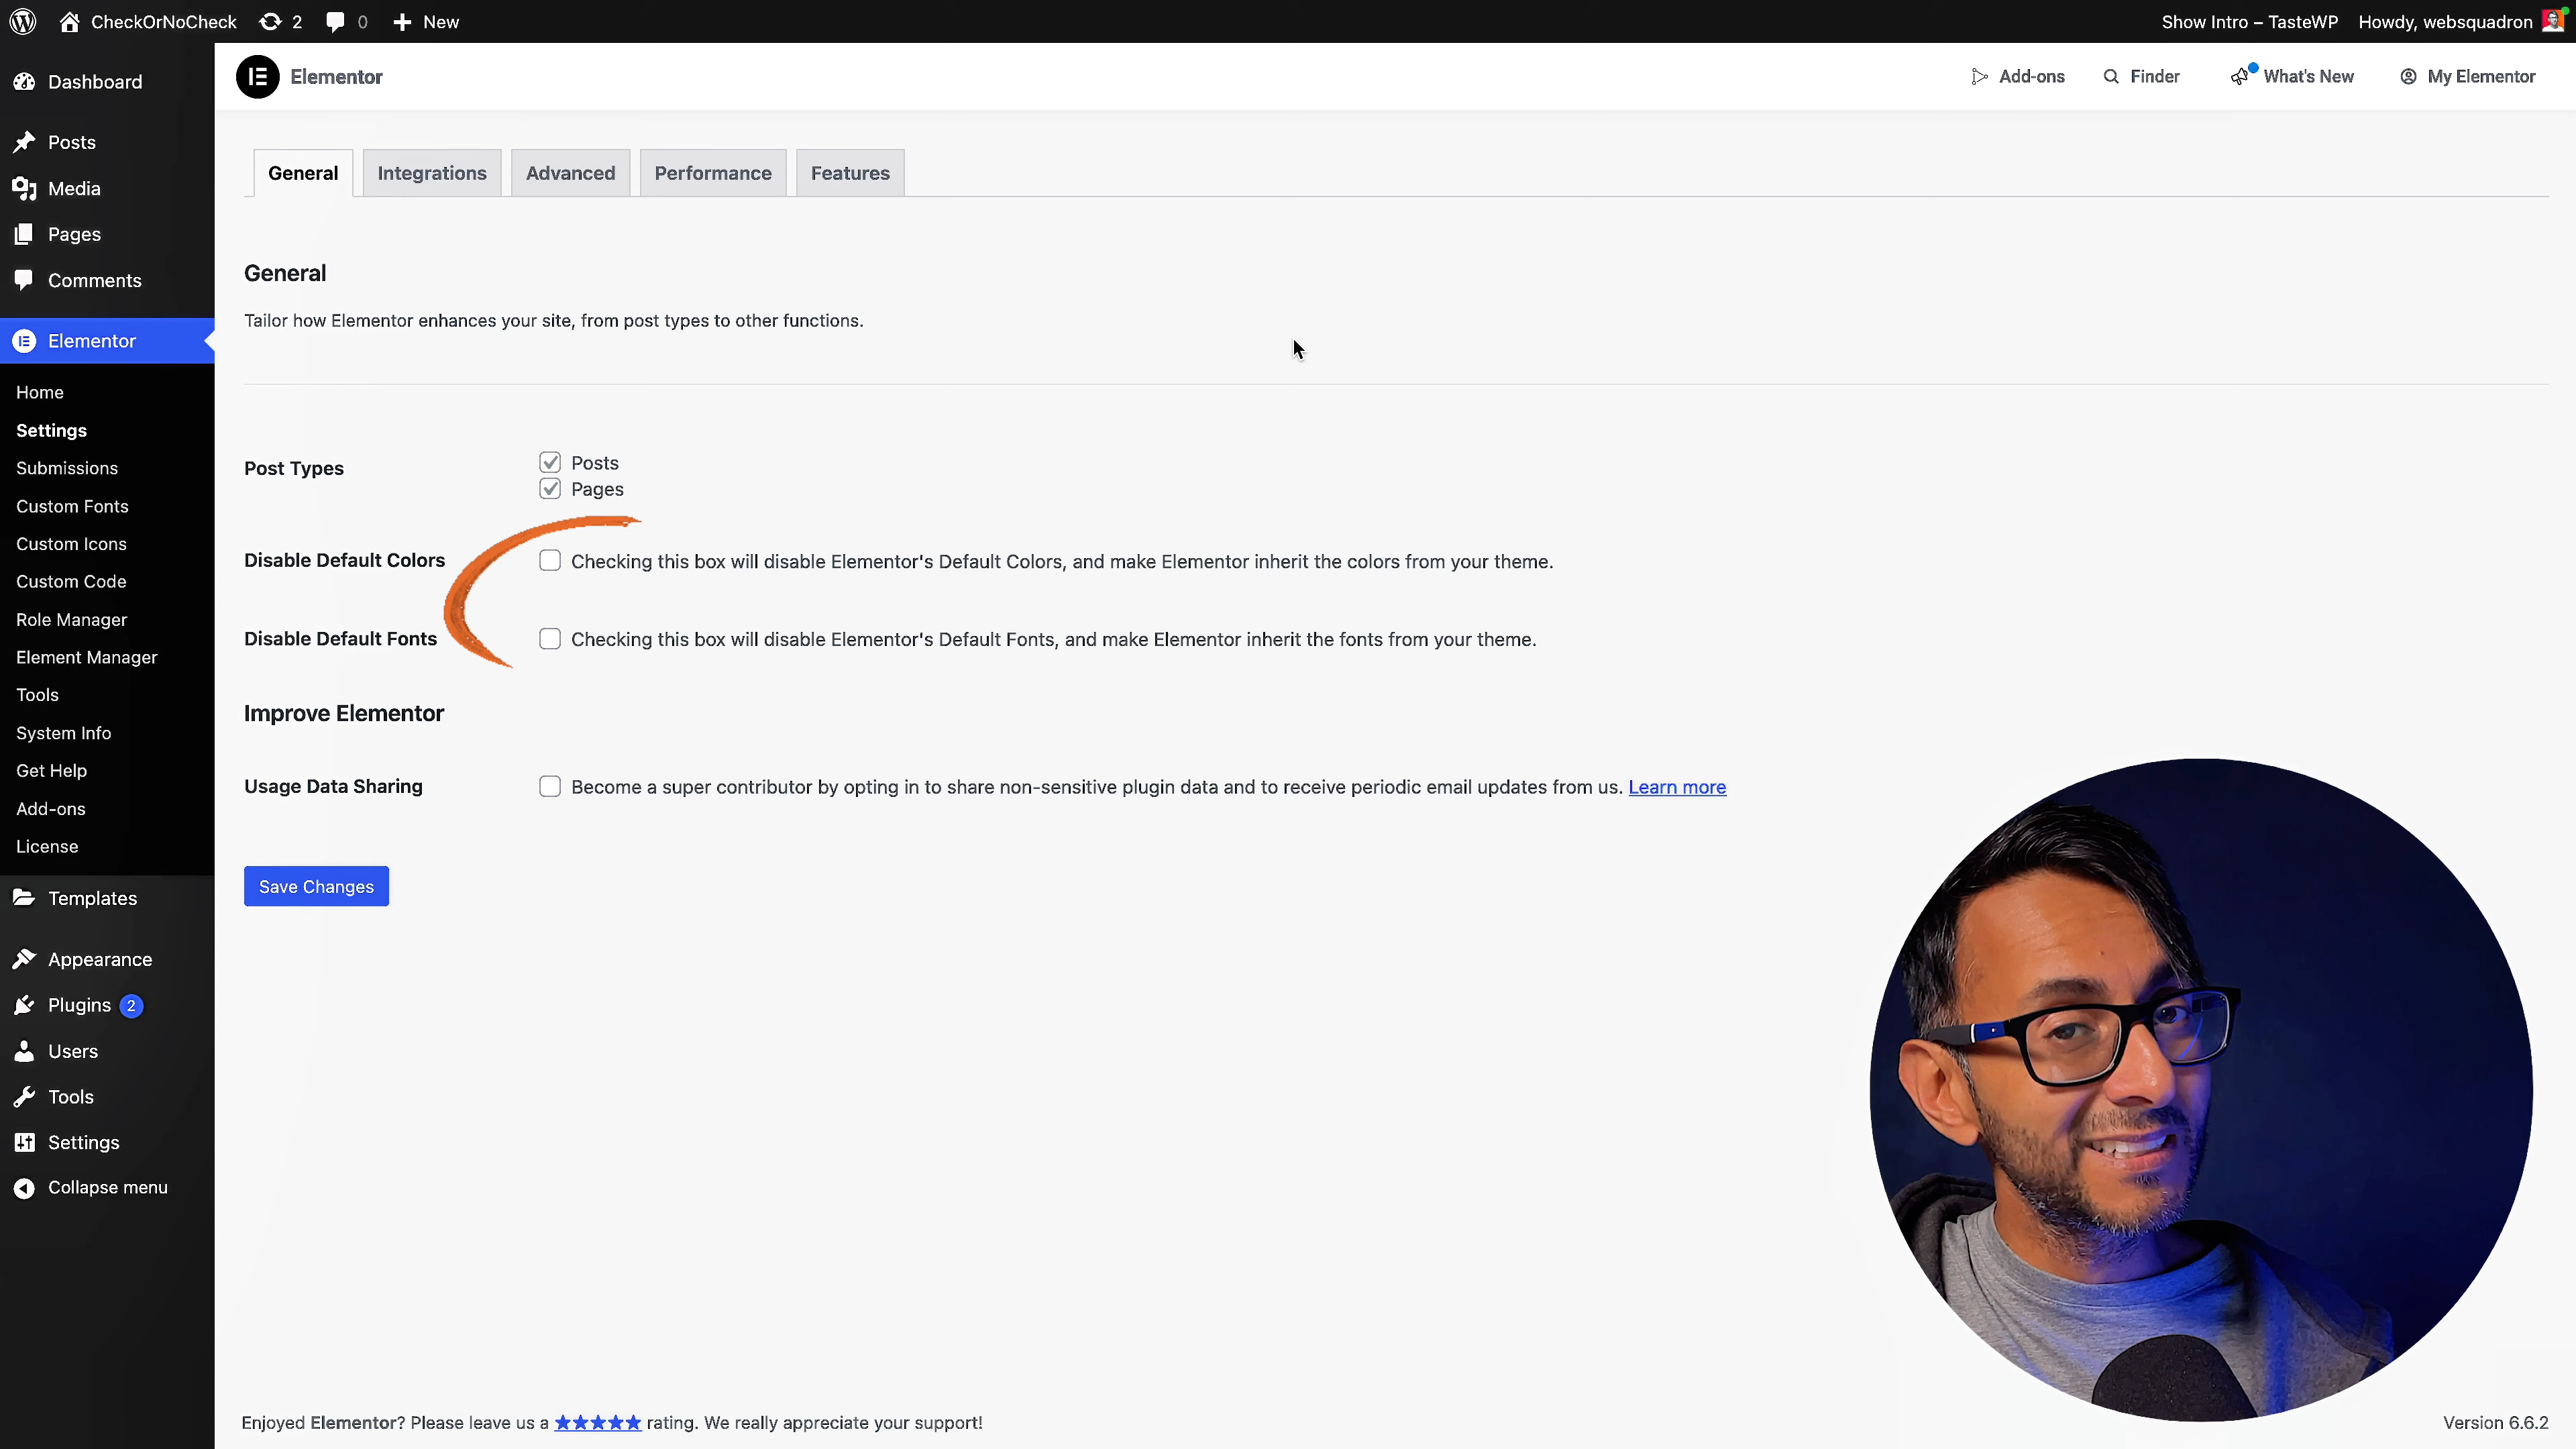 CheckOrNoCheck 2 0 New Show Intro – TasteWP Howdy, websquadron
Elementor Add-ons Finder What's New My Elementor
Dashboard
Posts
Media
Pages
Comments
Elementor
Home
Settings
Submissions
Custom Fonts
Custom Icons
Custom Code
Role Manager
Element Manager
Tools
System Info
Get Help
Add-ons
License
Templates
Appearance
Plugins 2
Users
Tools
Settings
Collapse menu
General Integrations Advanced Performance Features
General
Tailor how Elementor enhances your site, from post types to other functions.
Post Types Posts
Pages
Disable Default Colors Checking this box will disable Elementor's Default Colors, and make Elementor inherit the colors from your theme.
Disable Default Fonts Checking this box will disable Elementor's Default Fonts, and make Elementor inherit the fonts from your theme.
Improve Elementor
Usage Data Sharing Become a super contributor by opting in to share non-sensitive plugin data and to receive periodic email updates from us. Learn more
Save Changes
Enjoyed Elementor? Please leave us a ★★★★★ rating. We really appreciate your support! Version 6.6.2